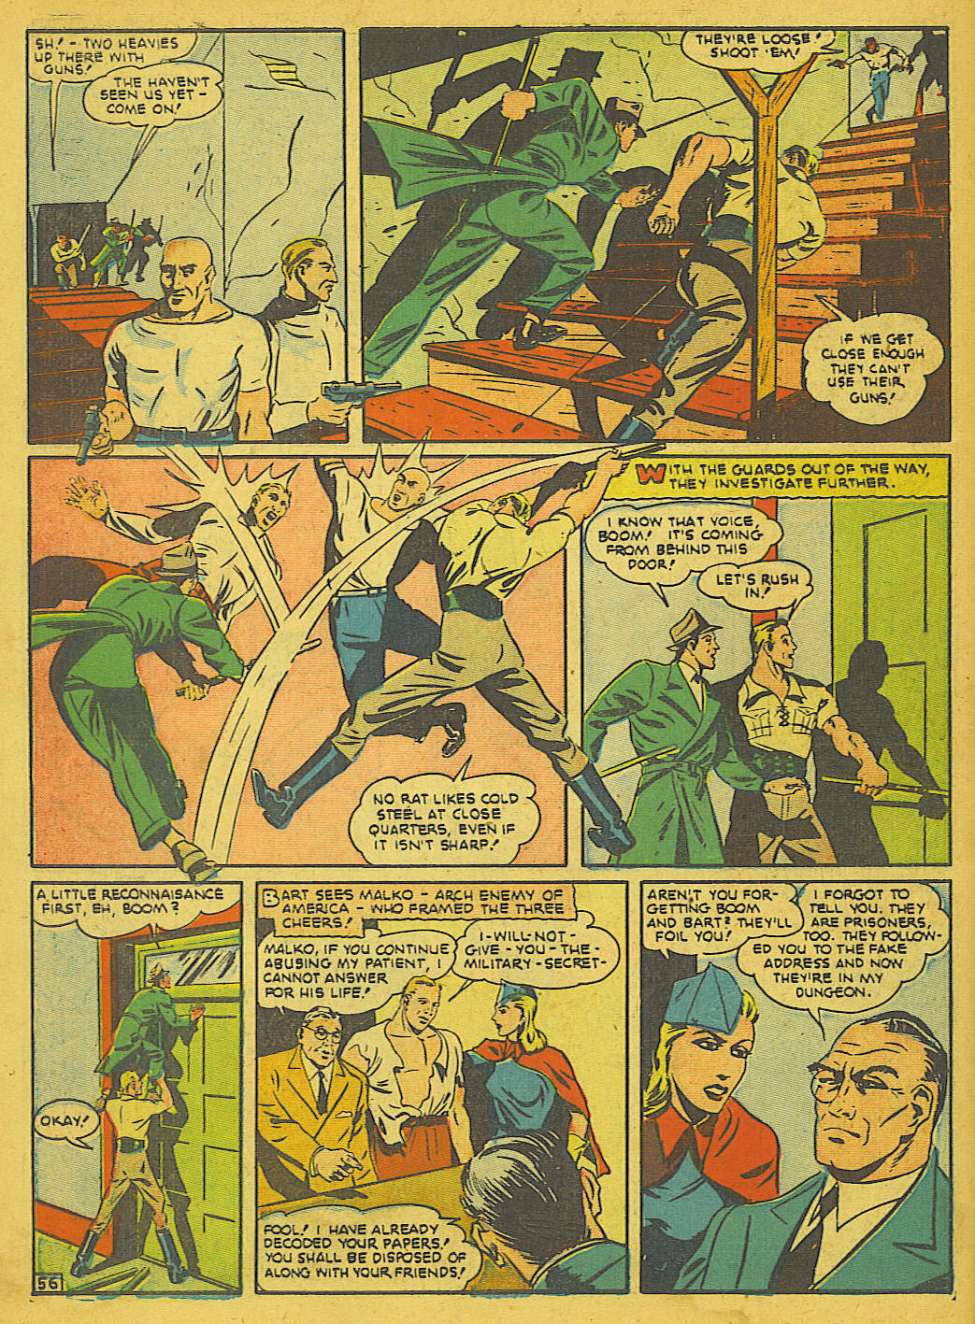 SH! - TWO HEAVIES
UP THERE WITH
GUNS!
THE HAVEN'T
SEEN US YET -
COME ON!
THEY'RE LOOSE!
SHOOT 'EM!
IF WE GET
CLOSE ENOUGH
THEY CAN'T
USE THEIR
GUNS!
NO RAT LIKES COLD
STEEL AT CLOSE
QUARTERS, EVEN IF
IT ISN'T SHARP!
WITH THE GUARDS OUT OF THE WAY,
THEY INVESTIGATE FURTHER.
I KNOW THAT VOICE,
BOOM! IT'S COMING
FROM BEHIND THIS
DOOR!
LET'S RUSH
IN!
A LITTLE RECONNAISANCE
FIRST, EH, BOOM?
OKAY!
56
BART SEES MALKO - ARCH ENEMY OF
AMERICA - WHO FRAMED THE THREE
CHEERS!
MALKO, IF YOU CONTINUE
ABUSING MY PATIENT, I
CANNOT ANSWER
FOR HIS LIFE!
I-WILL-NOT-
GIVE-YOU-THE-
MILITARY-SECRET-
FOOL! I HAVE ALREADY
DECODED YOUR PAPERS!
YOU SHALL BE DISPOSED OF
ALONG WITH YOUR FRIENDS!
AREN'T YOU FOR-
GETTING BOOM
AND BART? THEY'LL
FOIL YOU!
I FORGOT TO
TELL YOU. THEY
ARE PRISONERS,
TOO. THEY FOLLOW-
ED YOU TO THE FAKE
ADDRESS AND NOW
THEY'RE IN MY
DUNGEON.